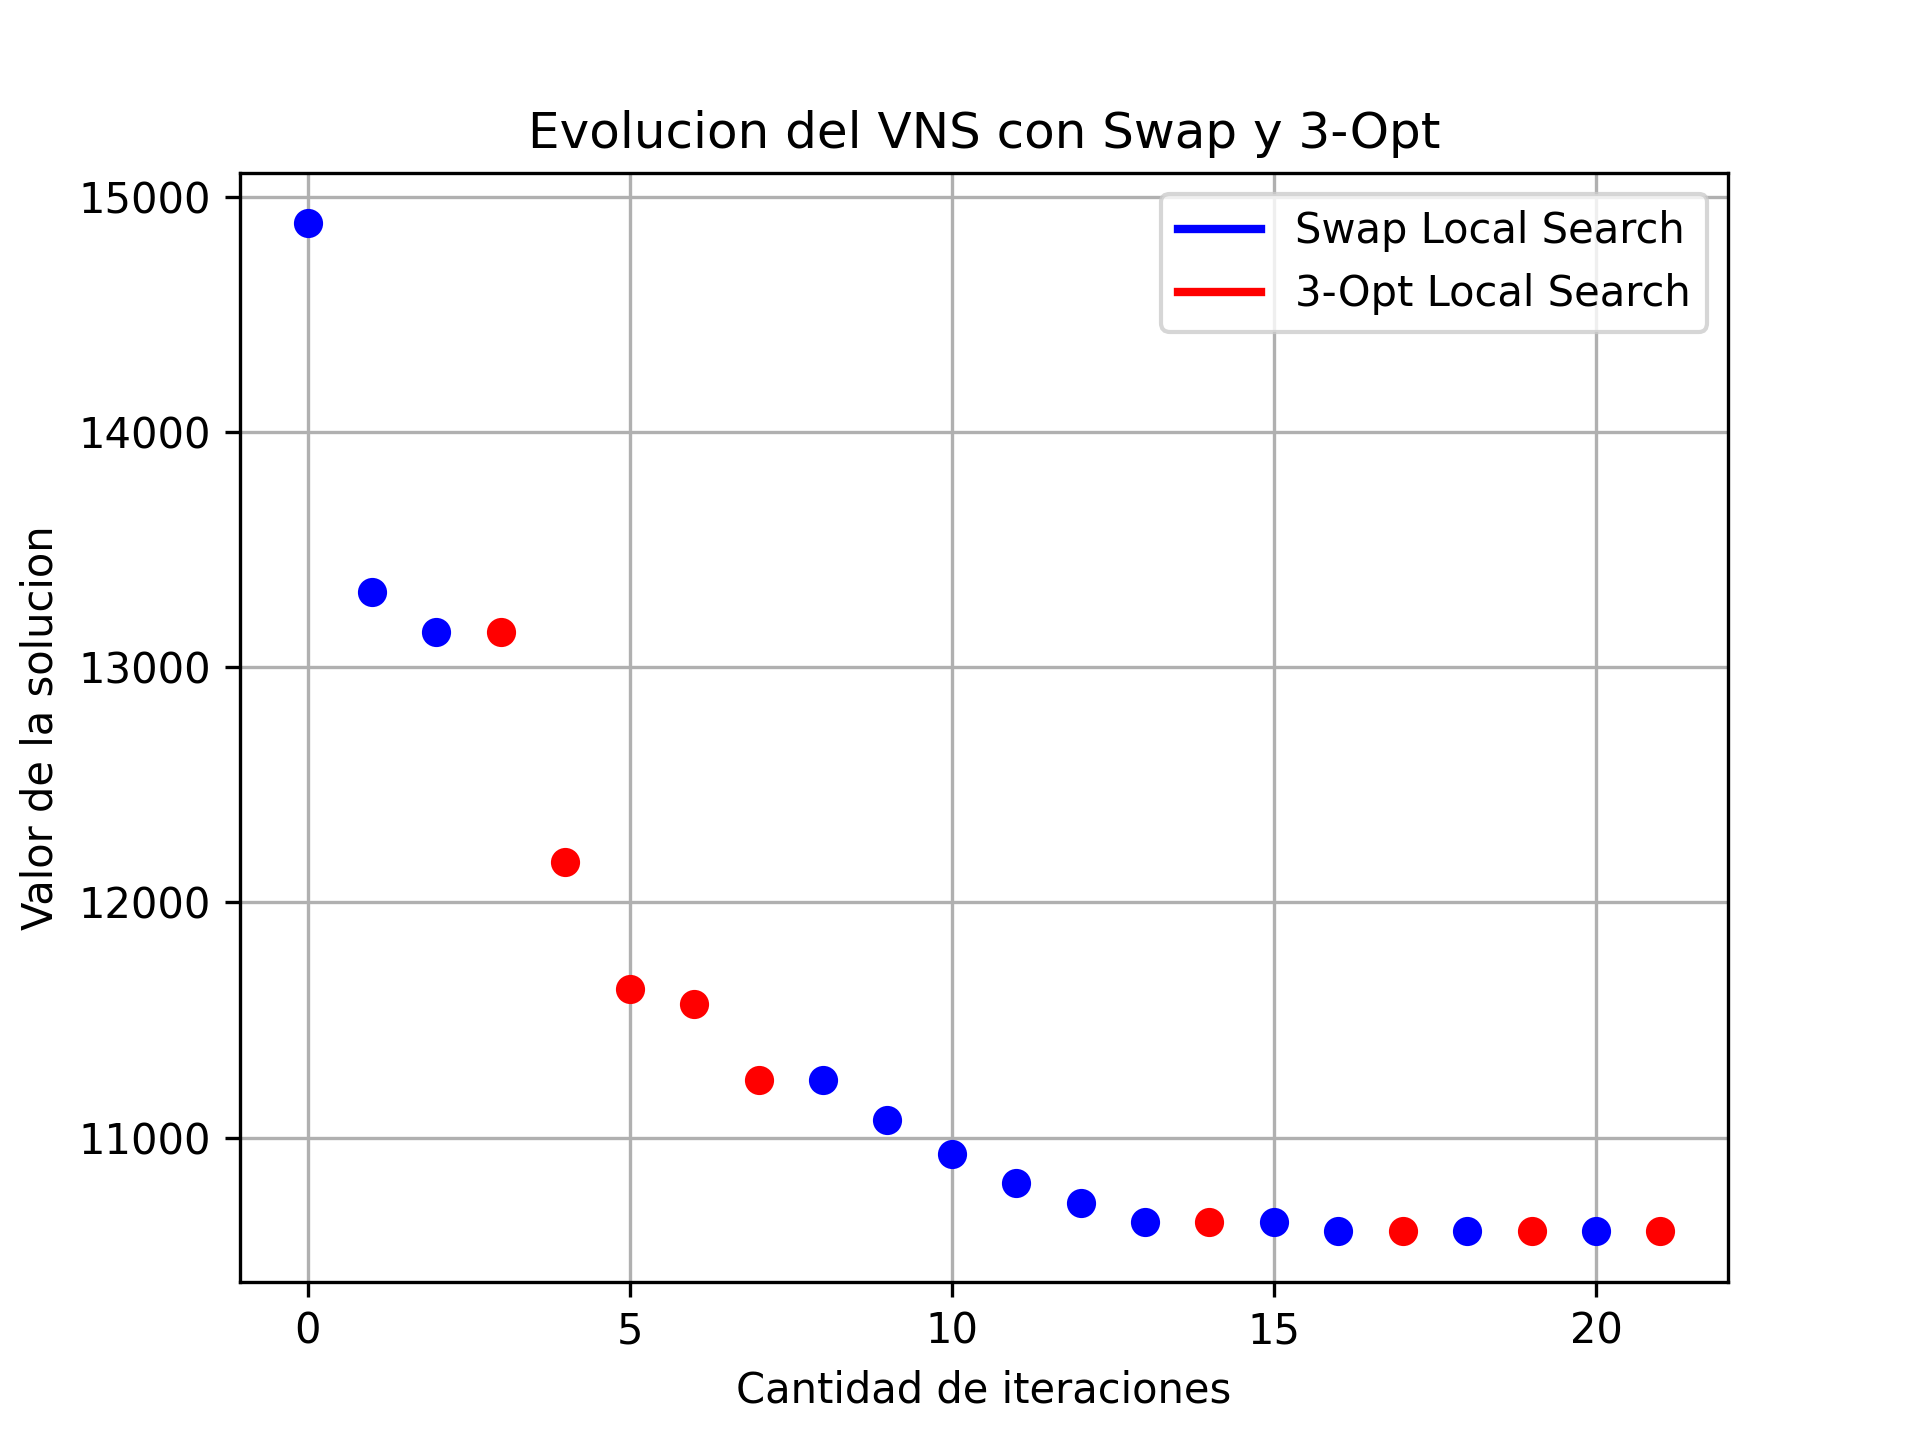 Evolucion del VNS con Swap y 3-Opt
Swap Local Search
3-Opt Local Search
Valor de la solucion
15000
14000
13000
12000
11000
0 5 10 15 20
Cantidad de iteraciones